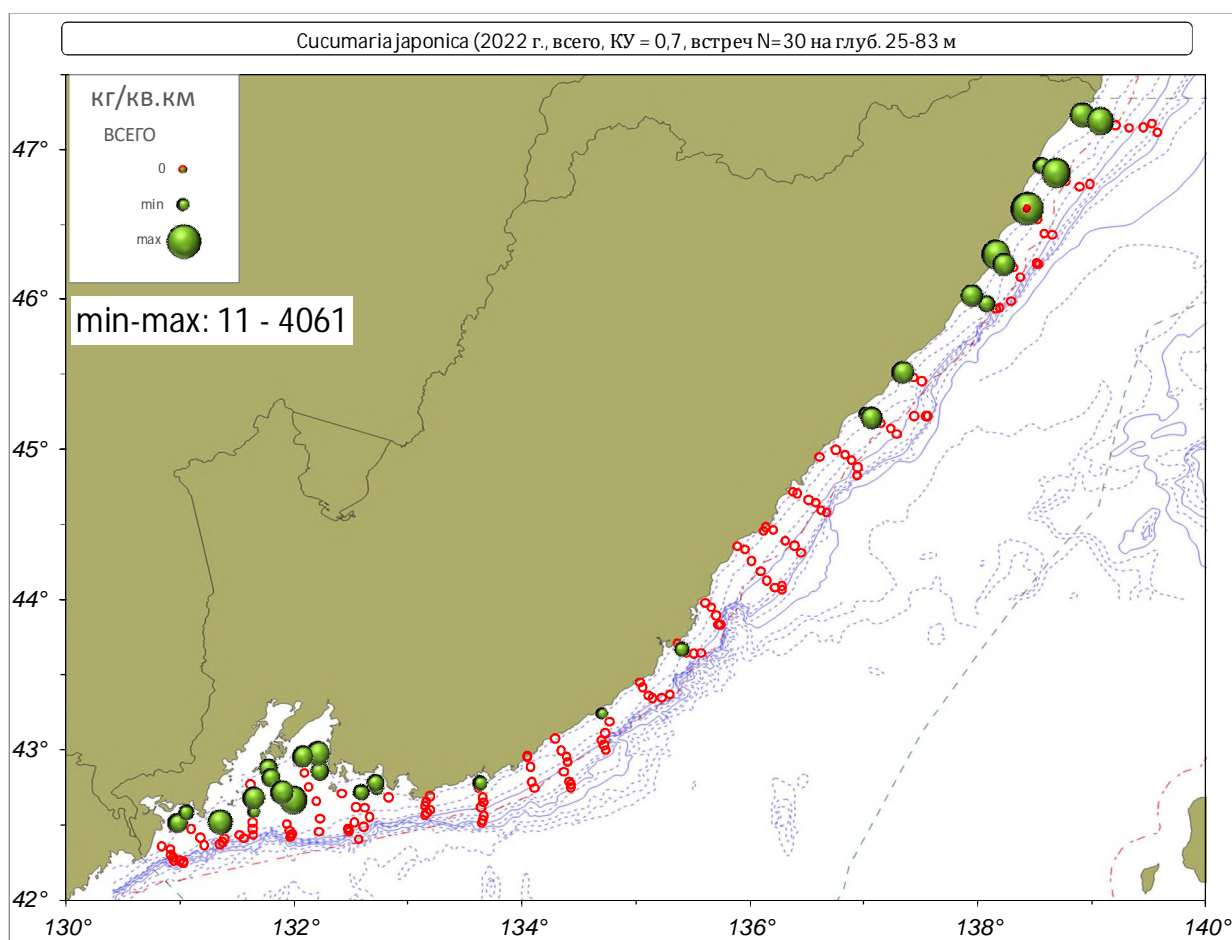 Cucumaria japonica (2022 г., всего, КУ = 0,7, встреч N=30 на глуб. 25-83 м
кг/кв.км
ВСЕГО
0
min
max
min-max: 11 - 4061
47°
46°
45°
44°
43°
42°
130° 132° 134° 136° 138° 140°